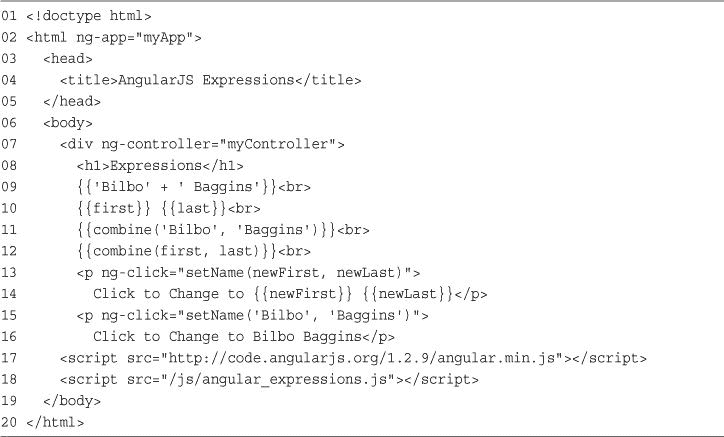 01 <!doctype html>
02 <html ng-app="myApp">
03   <head>
04     <title>AngularJS Expressions</title>
05   </head>
06   <body>
07     <div ng-controller="myController">
08       <h1>Expressions</h1>
09       {{'Bilbo' + ' Baggins'}}<br>
10       {{first}} {{last}}<br>
11       {{combine('Bilbo', 'Baggins')}}<br>
12       {{combine(first, last)}}<br>
13       <p ng-click="setName(newFirst, newLast)">
14         Click to Change to {{newFirst}} {{newLast}}</p>
15       <p ng-click="setName('Bilbo', 'Baggins')">
16         Click to Change to Bilbo Baggins</p>
17     <script src="http://code.angularjs.org/1.2.9/angular.min.js"></script>
18     <script src="/js/angular_expressions.js"></script>
19   </body>
20 </html>